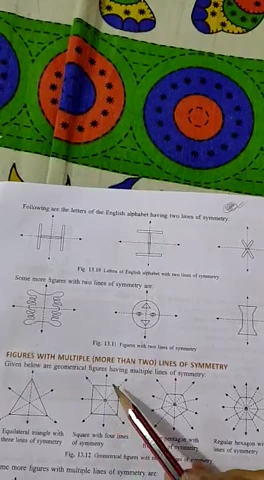 Following are the letters of the English alphabet having two lines of symmetry.
Fig. 13.10 Letters of English alphabet with two lines of symmetry
Some more figures with two lines of symmetry are:
Fig. 13.11 Figures with two lines of symmetry
FIGURES WITH MULTIPLE (MORE THAN TWO) LINES OF SYMMETRY
Given below are geometrical figures having multiple lines of symmetry.
Equilateral triangle with
three lines of symmetry
Square with four lines
of symmetry
pentagon with
lines of symmetry
Regular hexagon
lines of symmetry
Fig. 13.12 Geometrical figures with
me more figures with multiple lines of symmetry are: